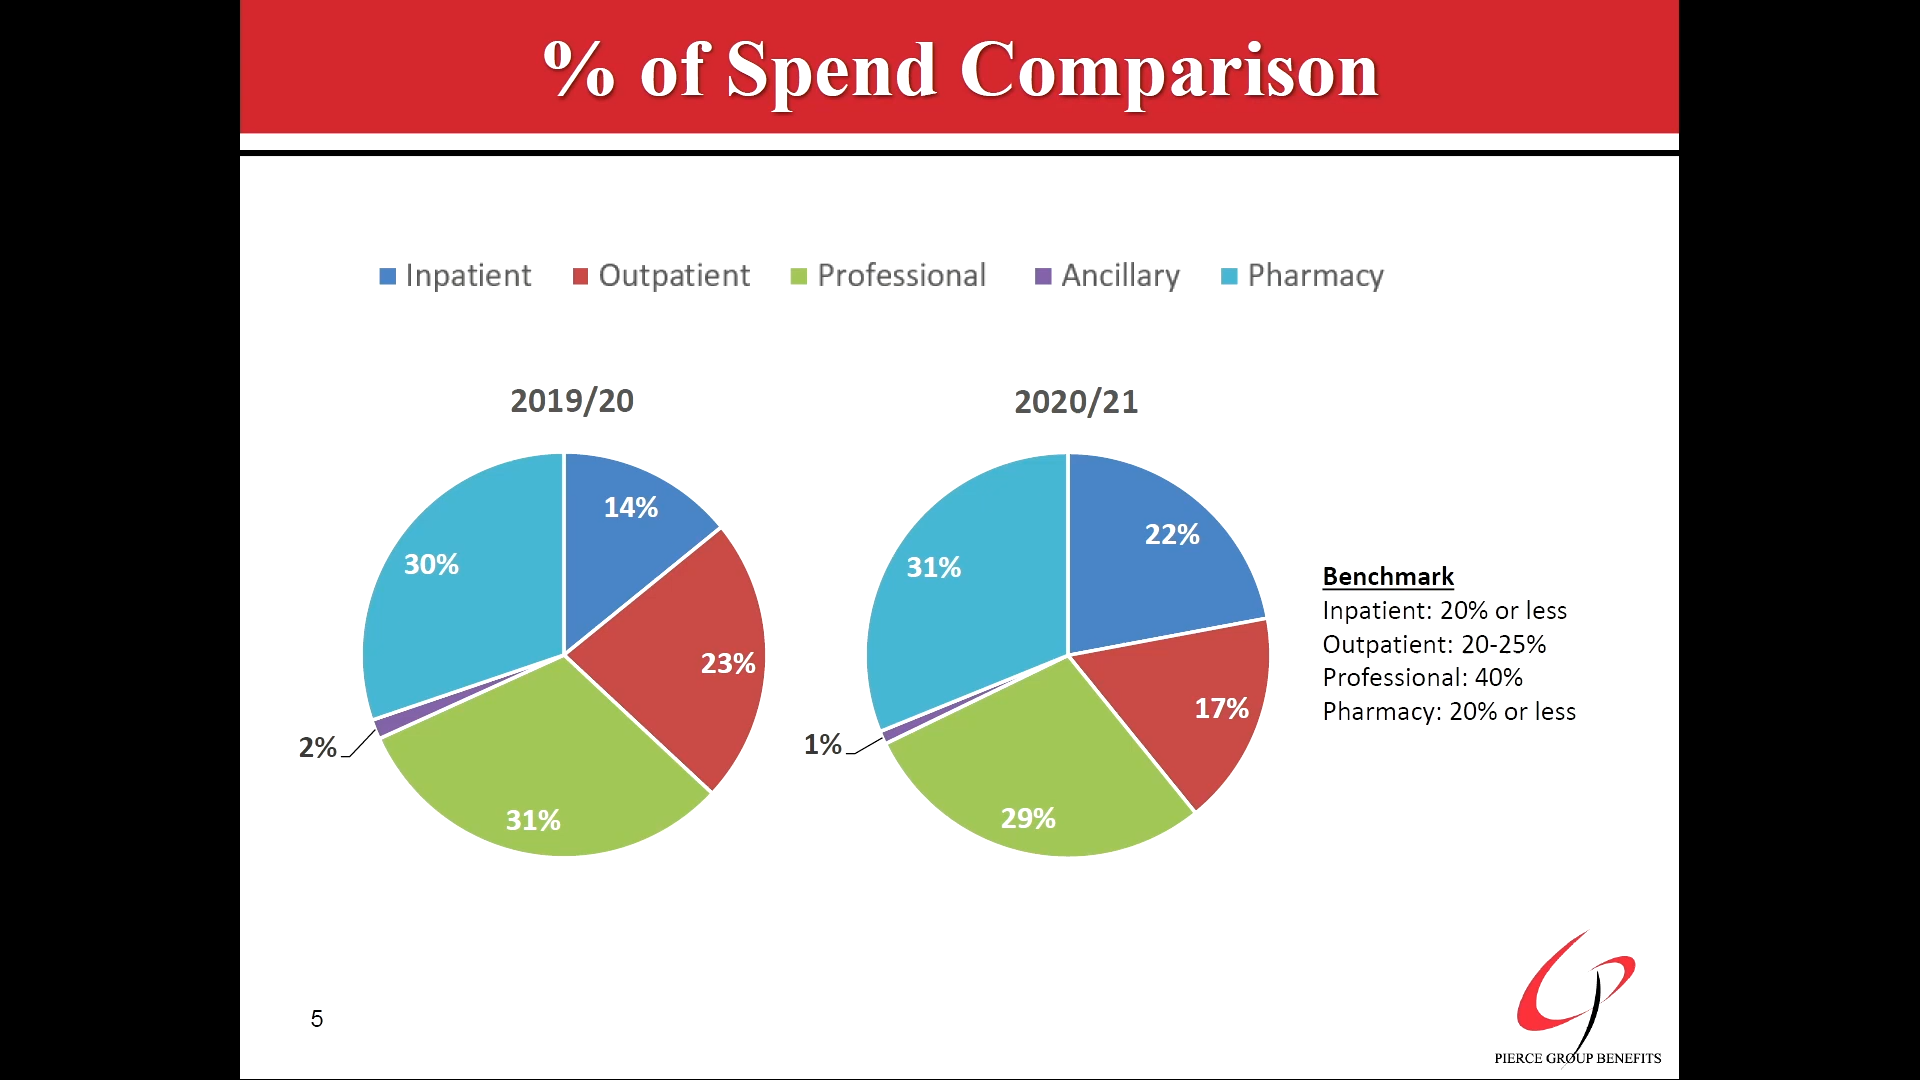 % of Spend Comparison
Inpatient Outpatient Professional Ancillary Pharmacy
2019/20
14%
23%
31%
2%
30%
2020/21
22%
17%
29%
1%
31%
Benchmark
Inpatient: 20% or less
Outpatient: 20-25%
Professional: 40%
Pharmacy: 20% or less
5
PIERCE GROUP BENEFITS